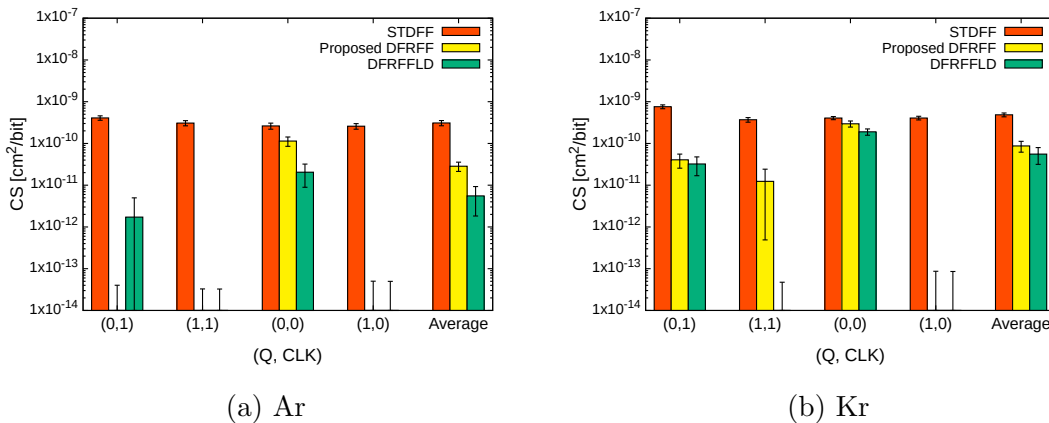 1x10^-7
1x10^-8
1x10^-9
1x10^-10
1x10^-11
1x10^-12
1x10^-13
1x10^-14
CS [cm²/bit]
STDFF
Proposed DFRFF
DFRFFLD
(0,1) (1,1) (0,0) (1,0) Average
(Q, CLK)
(a) Ar
1x10^-7
1x10^-8
1x10^-9
1x10^-10
1x10^-11
1x10^-12
1x10^-13
1x10^-14
CS [cm²/bit]
STDFF
Proposed DFRFF
DFRFFLD
(0,1) (1,1) (0,0) (1,0) Average
(Q, CLK)
(b) Kr